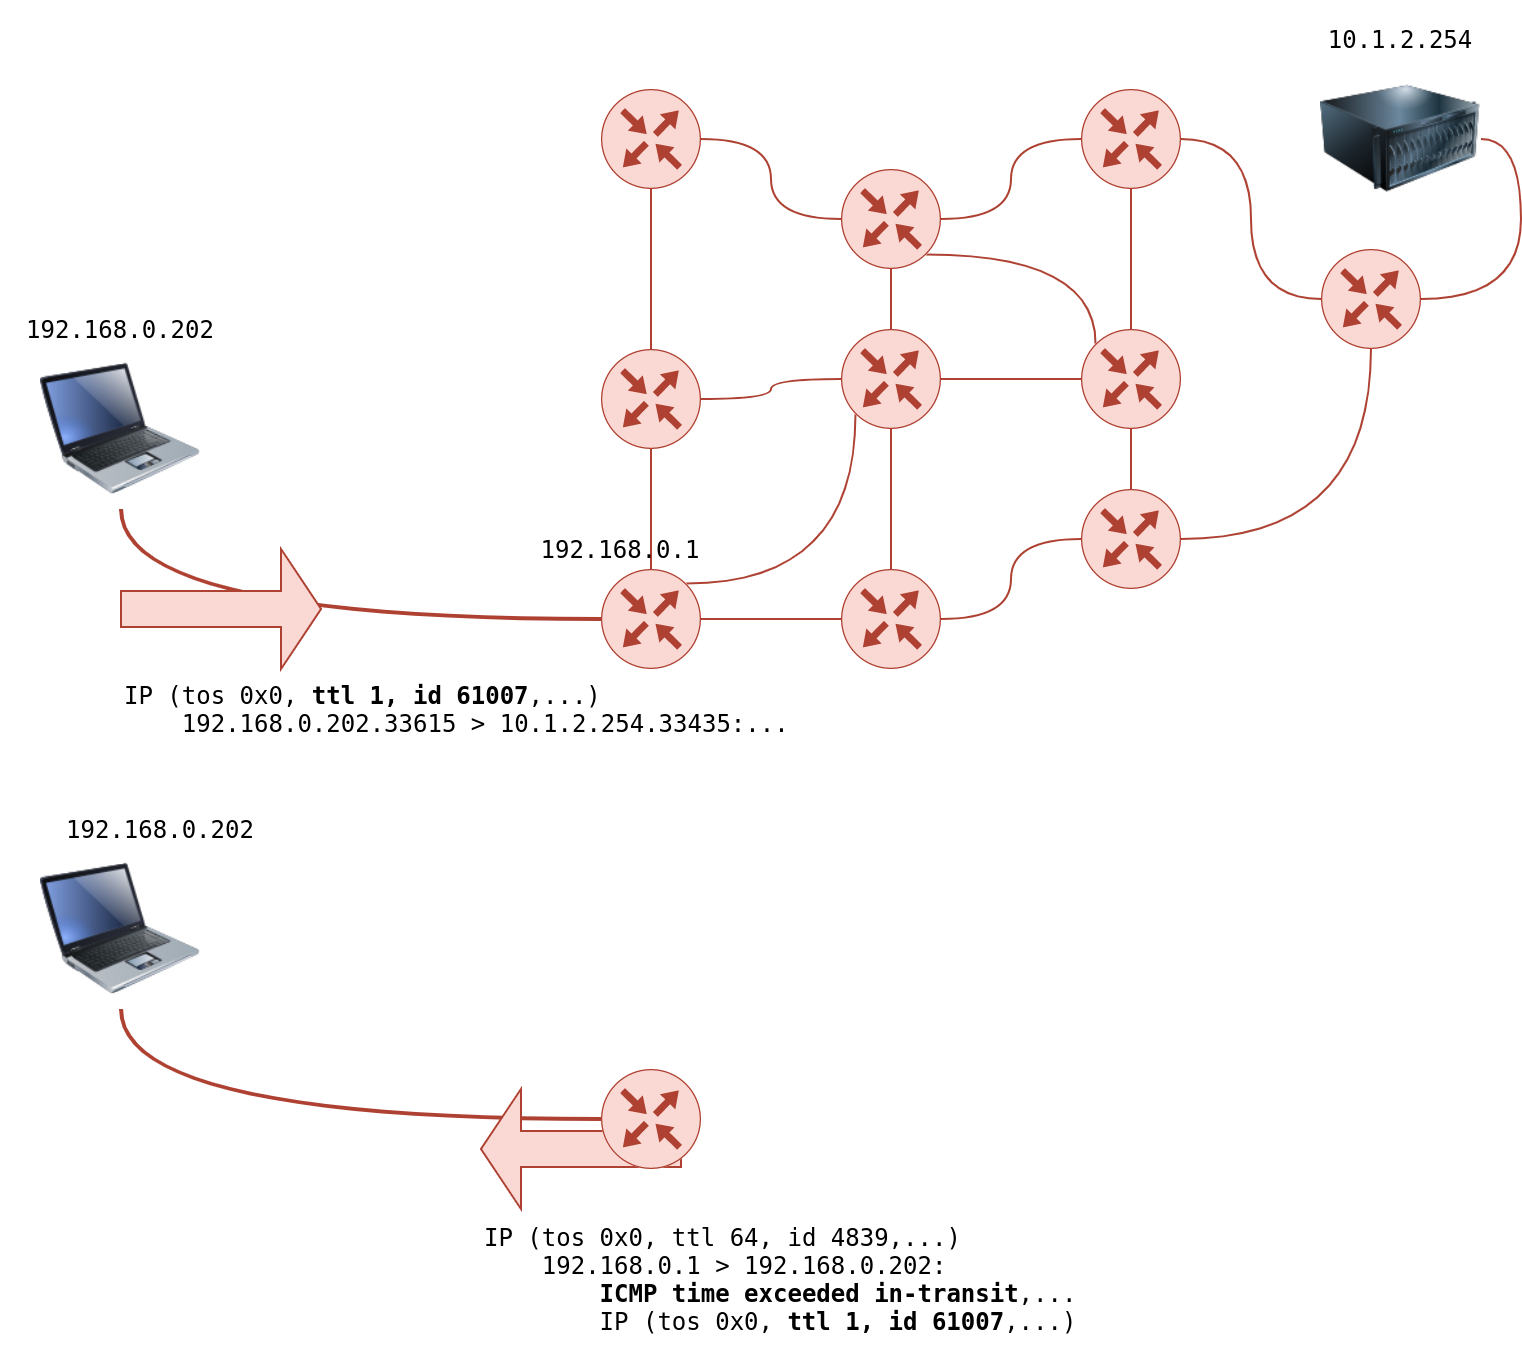 10.1.2.254
192.168.0.202
192.168.0.1
IP (tos 0x0, ttl 1, id 61007,...)
192.168.0.202.33615 > 10.1.2.254.33435:...
192.168.0.202
IP (tos 0x0, ttl 64, id 4839,...)
192.168.0.1 > 192.168.0.202:
ICMP time exceeded in-transit,...
IP (tos 0x0, ttl 1, id 61007,...)